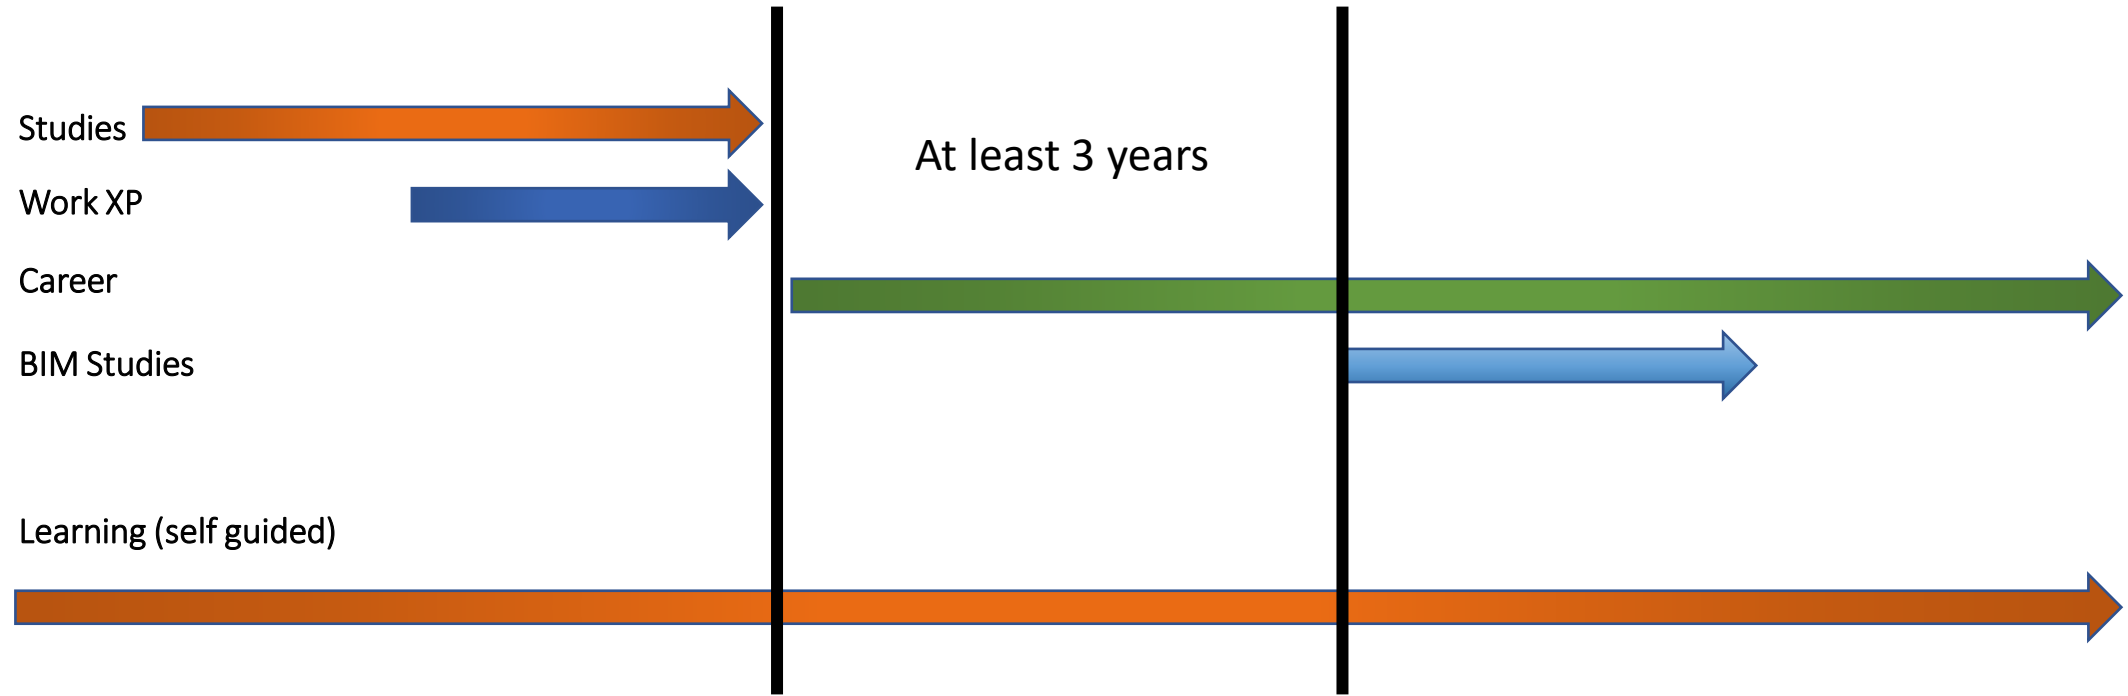 Studies
At least 3 years
Work XP
Career
BIM Studies
Learning (self guided)